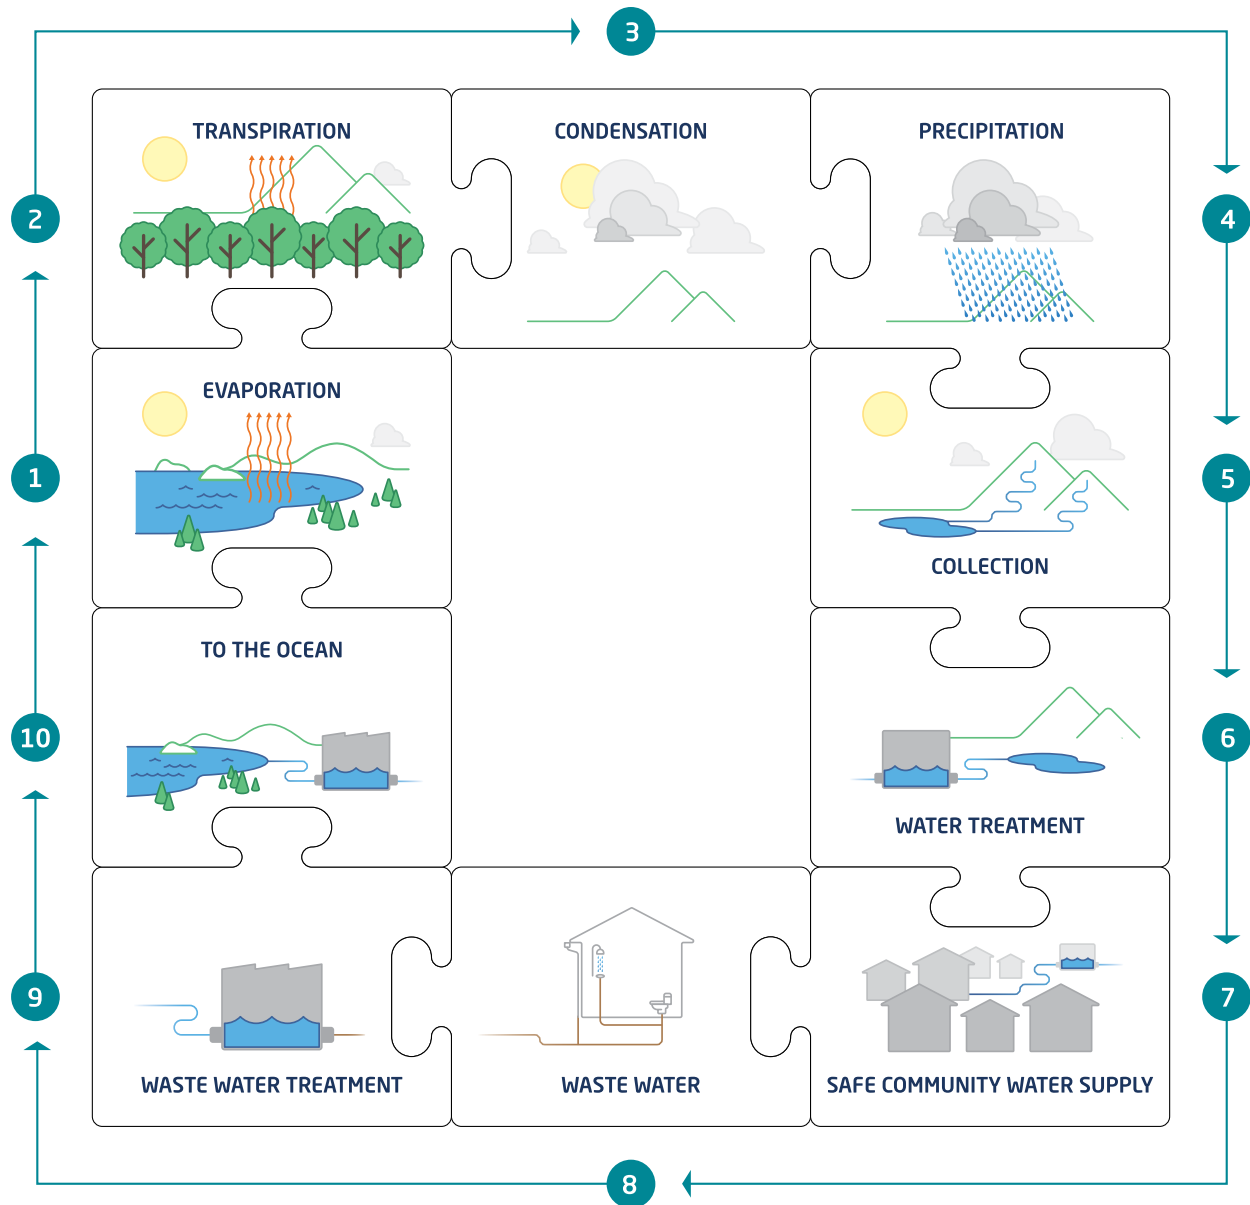 3
TRANSPIRATION
CONDENSATION
PRECIPITATION
2
4
EVAPORATION
1
5
COLLECTION
TO THE OCEAN
10
6
WATER TREATMENT
9
7
WASTE WATER TREATMENT
WASTE WATER
SAFE COMMUNITY WATER SUPPLY
8